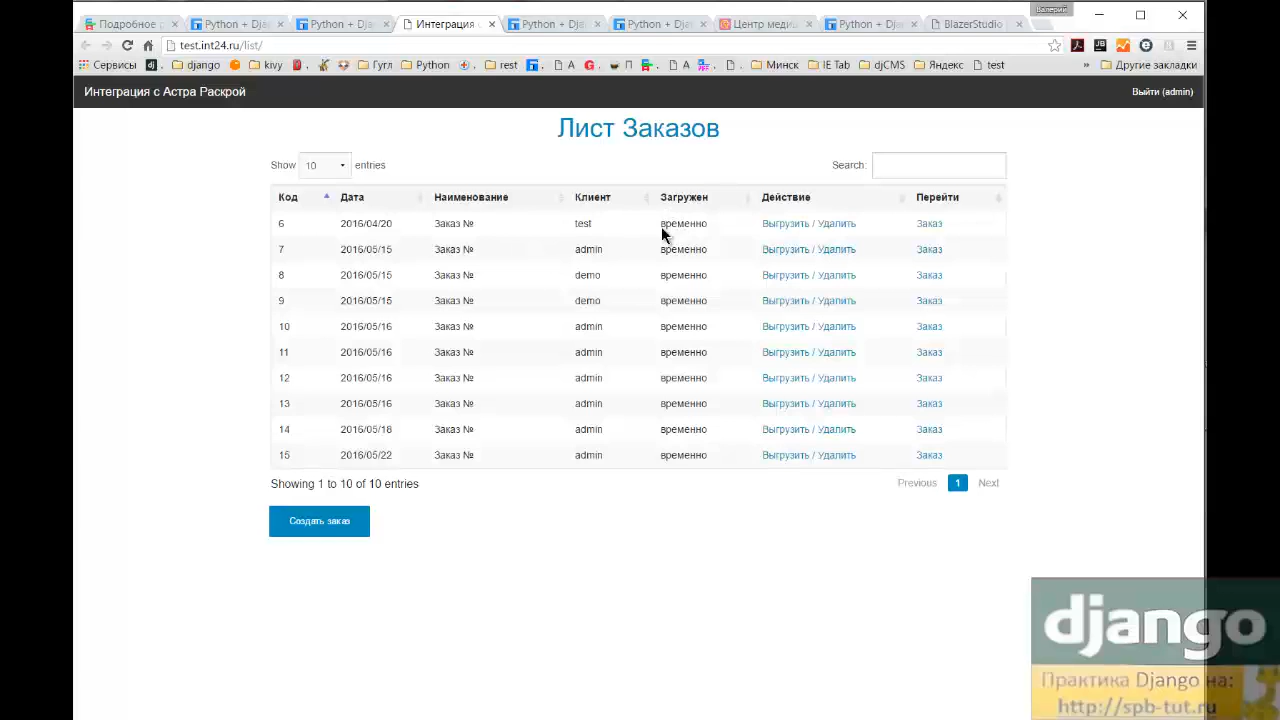 Валерий
Подробное Python + Dja Python + Dja Интеграция Python + Dja Python + Dja Центр меди Python + Dja BlazerStudio
test.int24.ru/list/
Сервисы django kivy Гугл Python rest А П А Минск IE Tab djCMS Яндекс test » Другие закладки
Интеграция с Астра Раскрой Выйти (admin)
Лист Заказов
Show 10 entries Search:
Код Дата Наименование Клиент Загружен Действие Перейти
6 2016/04/20 Заказ № test временно Выгрузить / Удалить Заказ
7 2016/05/15 Заказ № admin временно Выгрузить / Удалить Заказ
8 2016/05/15 Заказ № demo временно Выгрузить / Удалить Заказ
9 2016/05/15 Заказ № demo временно Выгрузить / Удалить Заказ
10 2016/05/16 Заказ № admin временно Выгрузить / Удалить Заказ
11 2016/05/16 Заказ № admin временно Выгрузить / Удалить Заказ
12 2016/05/16 Заказ № admin временно Выгрузить / Удалить Заказ
13 2016/05/16 Заказ № admin временно Выгрузить / Удалить Заказ
14 2016/05/18 Заказ № admin временно Выгрузить / Удалить Заказ
15 2016/05/22 Заказ № admin временно Выгрузить / Удалить Заказ
Showing 1 to 10 of 10 entries Previous 1 Next
Создать заказ
django
Практика Django на:
http://spb-tut.ru